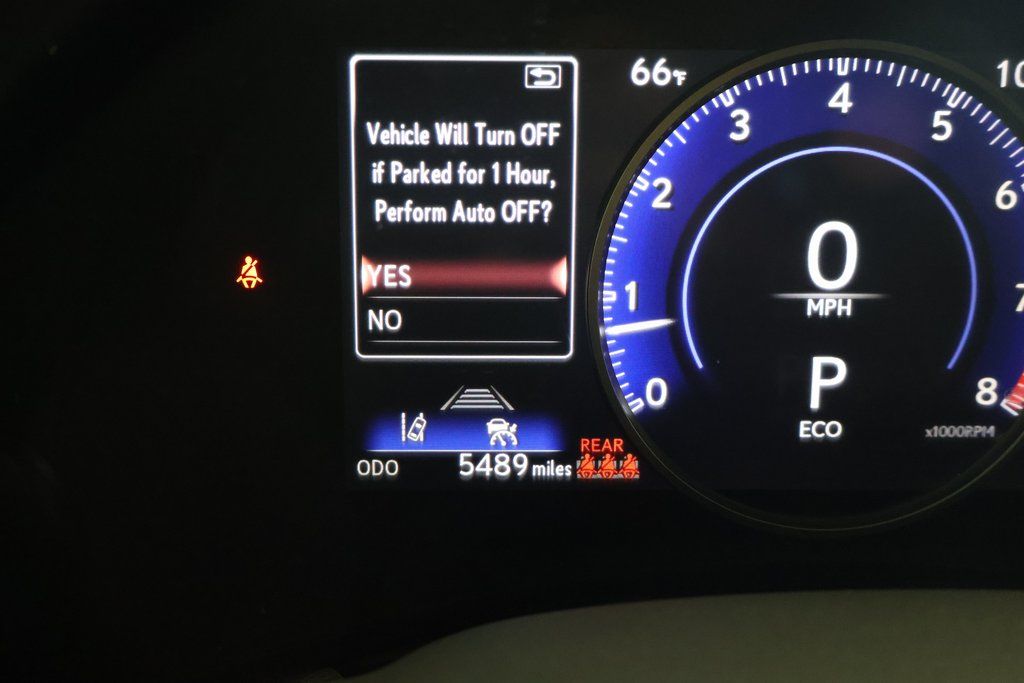 Vehicle Will Turn OFF
if Parked for 1 Hour,
Perform Auto OFF?
YES
NO
ODO 5489 miles
REAR
66°F
10
0
1
2
3
4
5
6
7
8
0
MPH
P
ECO
x1000RPM